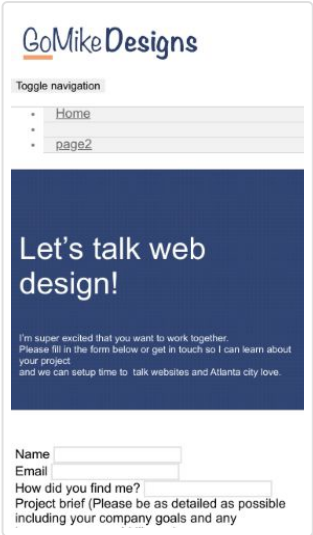 GoMikeDesigns
Toggle navigation
Home
page2
Let's talk web
design!
I'm super excited that you want to work together.
Please fill in the form below or get in touch so I can learn about
your project
and we can setup time to talk websites and Atlanta city love.
Name
Email
How did you find me?
Project brief (Please be as detailed as possible
including your company goals and any